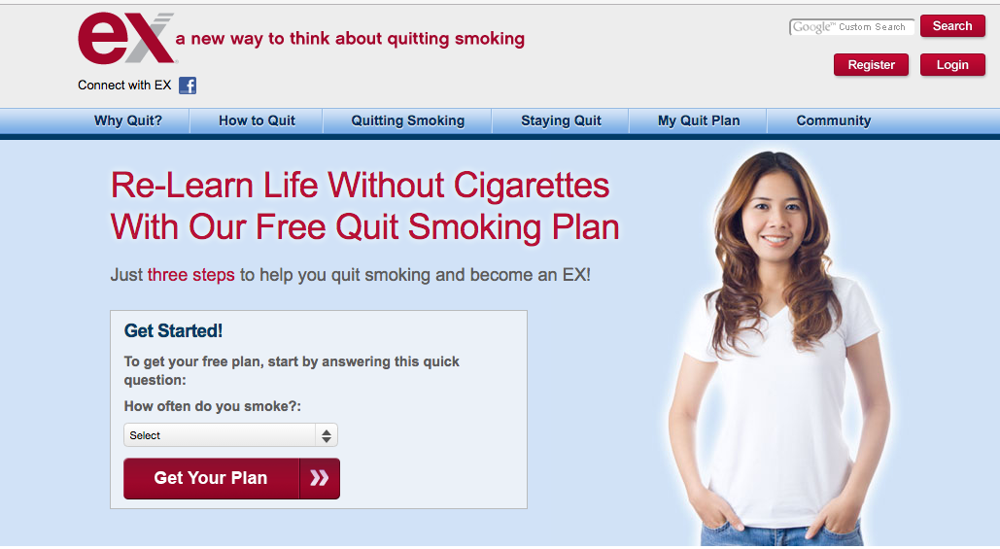 ex
a new way to think about quitting smoking
Google™ Custom Search
Search
Connect with EX
f
Register
Login
Why Quit?
How to Quit
Quitting Smoking
Staying Quit
My Quit Plan
Community
Re-Learn Life Without Cigarettes
With Our Free Quit Smoking Plan
Just three steps to help you quit smoking and become an EX!
Get Started!
To get your free plan, start by answering this quick
question:
How often do you smoke?:
Select
Get Your Plan